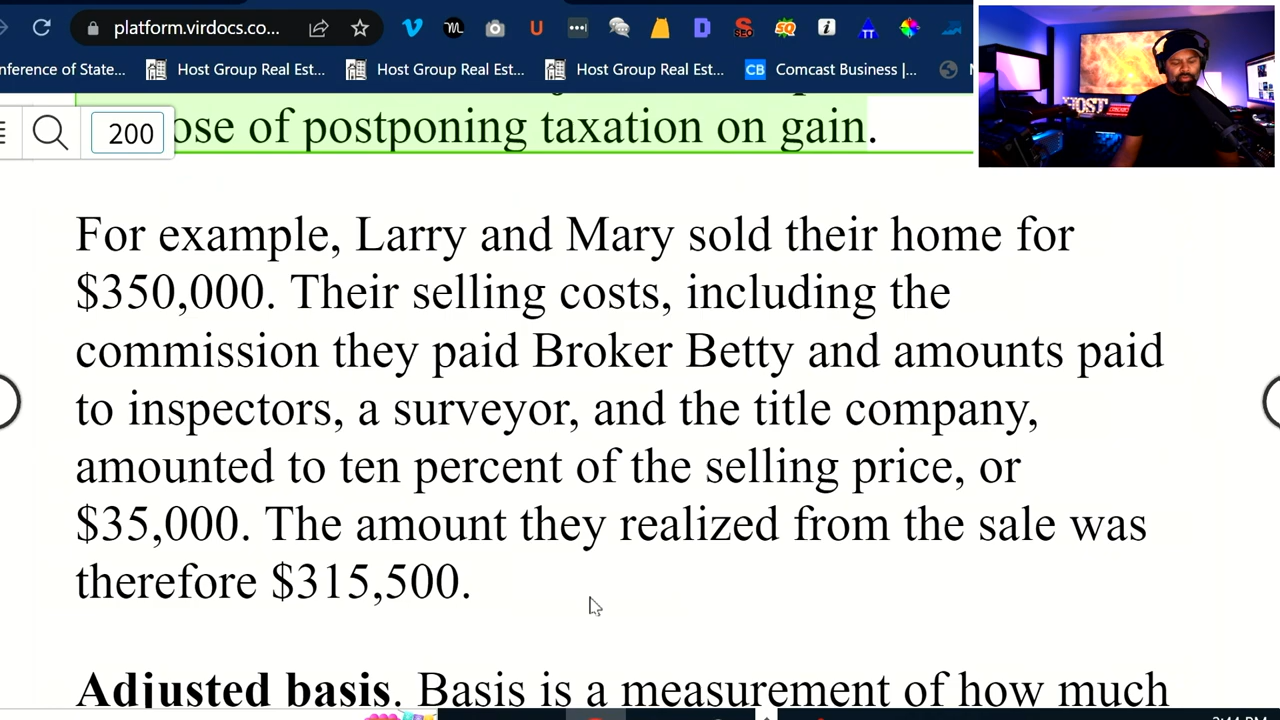 platform.virdocs.co...
nference of State... Host Group Real Est... Host Group Real Est... Host Group Real Est... Comcast Business |...
200
ose of postponing taxation on gain.
For example, Larry and Mary sold their home for
$350,000. Their selling costs, including the
commission they paid Broker Betty and amounts paid
to inspectors, a surveyor, and the title company,
amounted to ten percent of the selling price, or
$35,000. The amount they realized from the sale was
therefore $315,500.
Adjusted basis. Basis is a measurement of how much